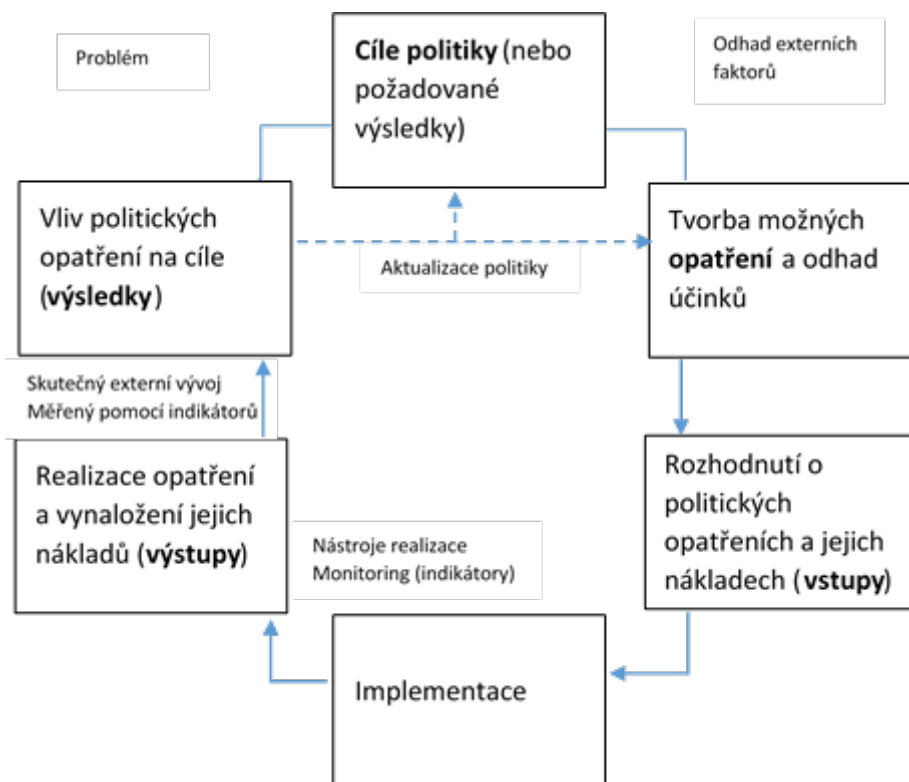 Problém
Cíle politiky (nebo
požadované
výsledky)
Odhad externích
faktorů
Vliv politických
opatření na cíle
(výsledky)
Aktualizace politiky
Tvorba možných
opatření a odhad
účinků
Skutečný externí vývoj
Měřený pomocí indikátorů
Realizace opatření
a vynaložení jejich
nákladů (výstupy)
Nástroje realizace
Monitoring (indikátory)
Rozhodnutí o
politických
opatřeních a jejich
nákladech (vstupy)
Implementace